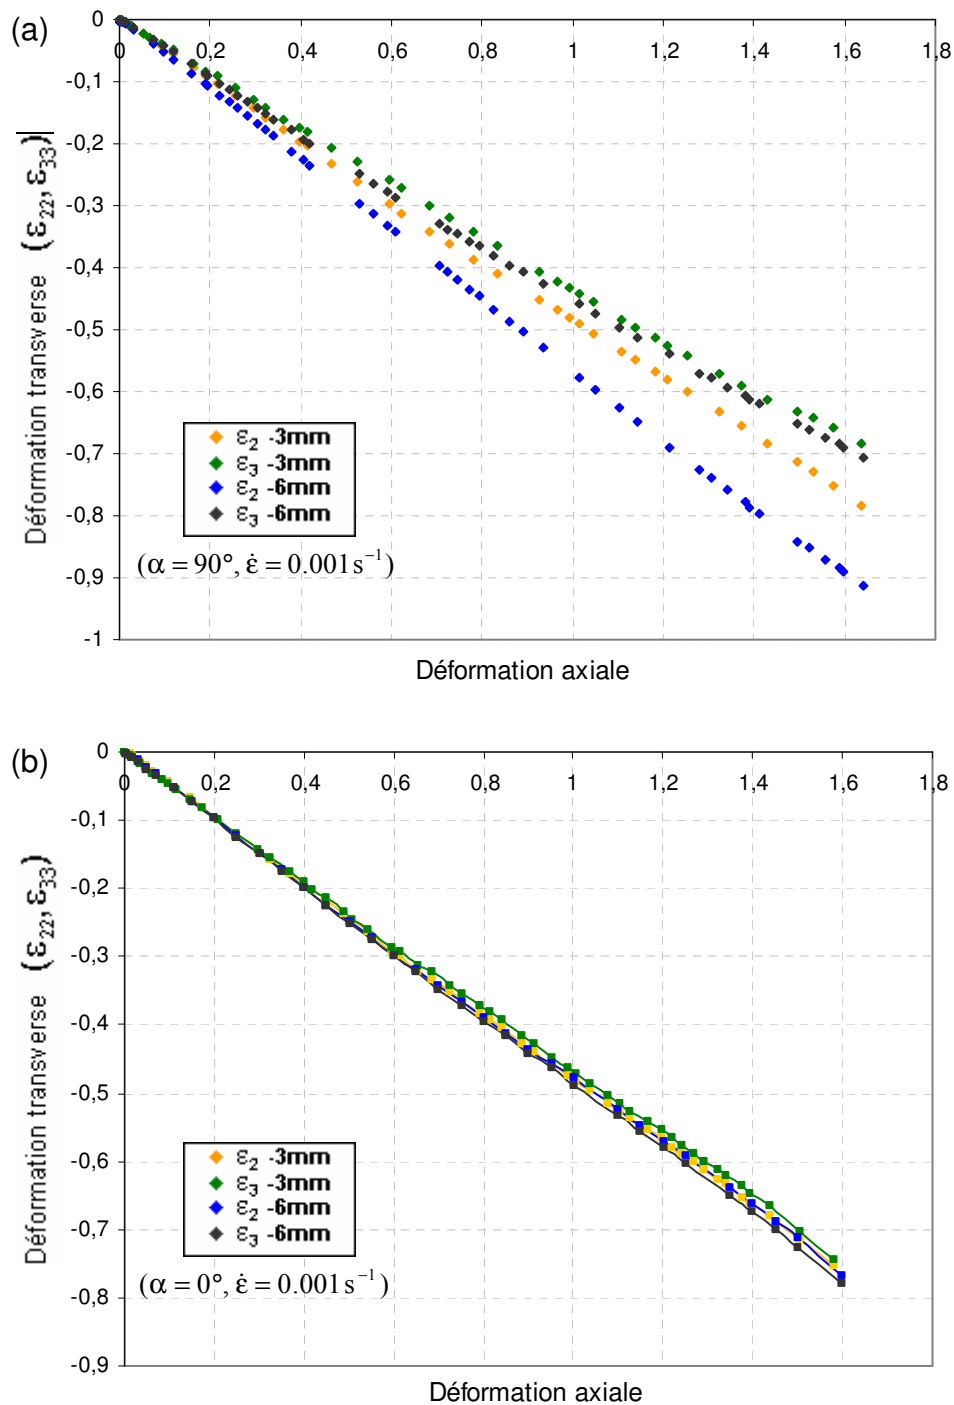 (a)
0
0 0,2 0,4 0,6 0,8 1 1,2 1,4 1,6 1,8
-0,1
-0,2
-0,3
-0,4
-0,5
-0,6
-0,7
-0,8
-0,9
-1
Déformation transverse (ε22, ε33)
ε2 -3mm
ε3 -3mm
ε2 -6mm
ε3 -6mm
(α = 90°, ε̇ = 0.001 s⁻¹)
Déformation axiale
(b)
0
0 0,2 0,4 0,6 0,8 1 1,2 1,4 1,6 1,8
-0,1
-0,2
-0,3
-0,4
-0,5
-0,6
-0,7
-0,8
-0,9
Déformation transverse (ε22, ε33)
ε2 -3mm
ε3 -3mm
ε2 -6mm
ε3 -6mm
(α = 0°, ε̇ = 0.001 s⁻¹)
Déformation axiale